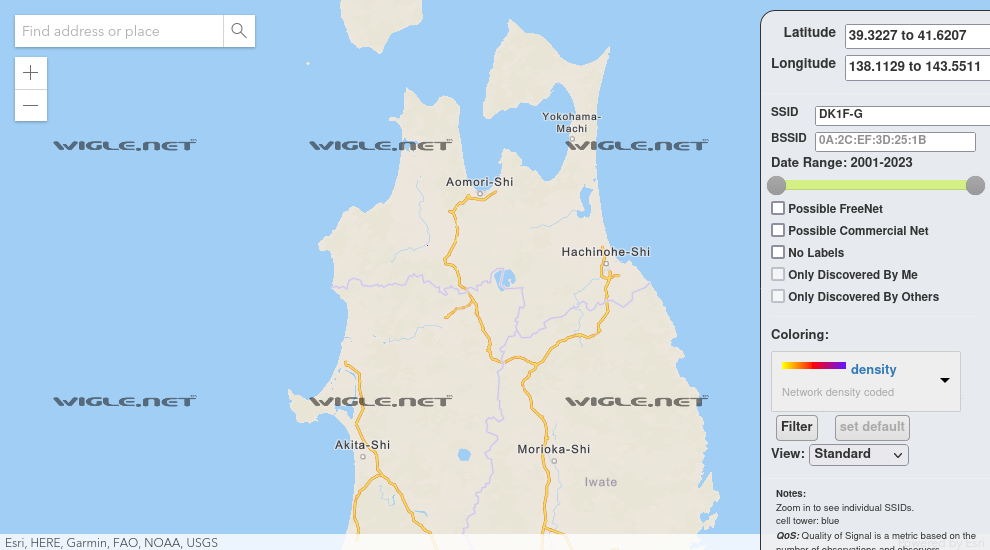 Find address or place
Latitude
39.3227 to 41.6207
Longitude
138.1129 to 143.5511
SSID
DK1F-G
BSSID
0A:2C:EF:3D:25:1B
Date Range: 2001-2023
Possible FreeNet
Possible Commercial Net
No Labels
Only Discovered By Me
Only Discovered By Others
Coloring:
density
Network density coded
Filter
set default
View:
Standard
Notes:
Zoom in to see individual SSIDs.
cell tower: blue
QoS: Quality of Signal is a metric based on the
number of observations and observers
Yokohama-
Machi
WIGLE.NET
WIGLE.NET
WIGLE.NET
Aomori-Shi
Hachinohe-Shi
WIGLE.NET
WIGLE.NET
WIGLE.NET
Akita-Shi
Morioka-Shi
Iwate
Esri, HERE, Garmin, FAO, NOAA, USGS
Powered by Esri